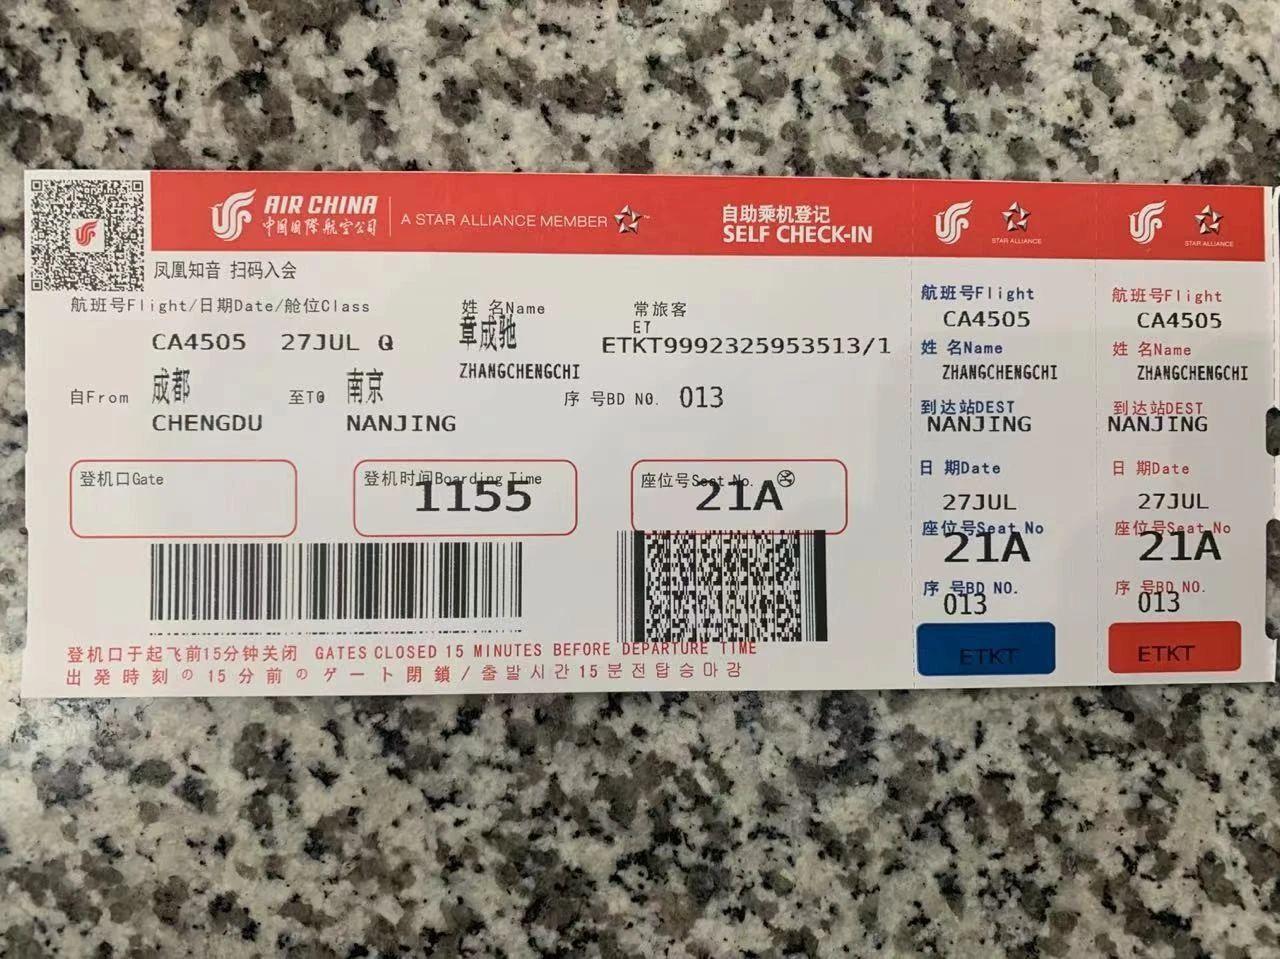 AIR CHINA
中国国際航空公司
A STAR ALLIANCE MEMBER
自助乘机登记
SELF CHECK-IN
STAR ALLIANCE
STAR ALLIANCE
凤凰知音 扫码入会
航班号Flight/日期Date/舱位Class
CA4505 27JUL Q
姓 名Name
章成驰
ZHANGCHENGCHI
常旅客
ET
ETKT9992325953513/1
自From 成都
CHENGDU
至TO 南京
NANJING
序 号BD NO. 013
登机口Gate
登机时间Boarding Time
1155
座位号Seat No.
21A
登机口于起飞前15分钟关闭 GATES CLOSED 15 MINUTES BEFORE DEPARTURE TIME
出発時刻の15分前のゲート閉鎖/출발시간15분전탑승마강
航班号Flight
CA4505
姓 名Name
ZHANGCHENGCHI
到达站DEST
NANJING
日 期Date
27JUL
座位号Seat No
21A
序 号BD NO.
013
ETKT
航班号Flight
CA4505
姓 名Name
ZHANGCHENGCHI
到达站DEST
NANJING
日 期Date
27JUL
座位号Seat No
21A
序 号BD NO.
013
ETKT